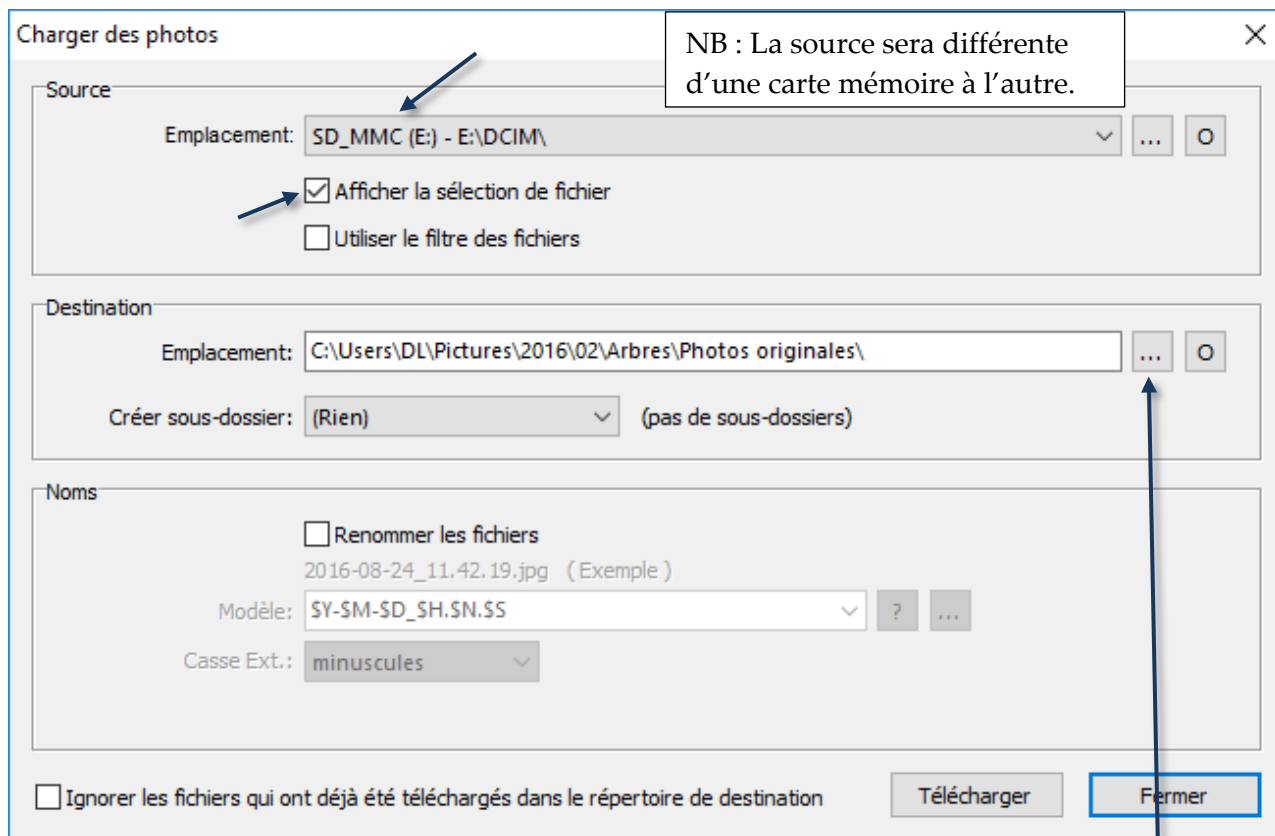 Charger des photos
NB : La source sera différente
d’une carte mémoire à l’autre.
Source
Emplacement: SD_MMC (E:) - E:\DCIM\ ... O
Afficher la sélection de fichier
Utiliser le filtre des fichiers
Destination
Emplacement: C:\Users\DL\Pictures\2016\02\Arbres\Photos originales\ ... O
Créer sous-dossier: (Rien) (pas de sous-dossiers)
Noms
Renommer les fichiers
2016-08-24_11.42.19.jpg ( Exemple )
Modèle: $Y-$M-$D_$H.$N.$S ? ...
Casse Ext.: minuscules
Ignorer les fichiers qui ont déjà été téléchargés dans le répertoire de destination Télécharger Fermer